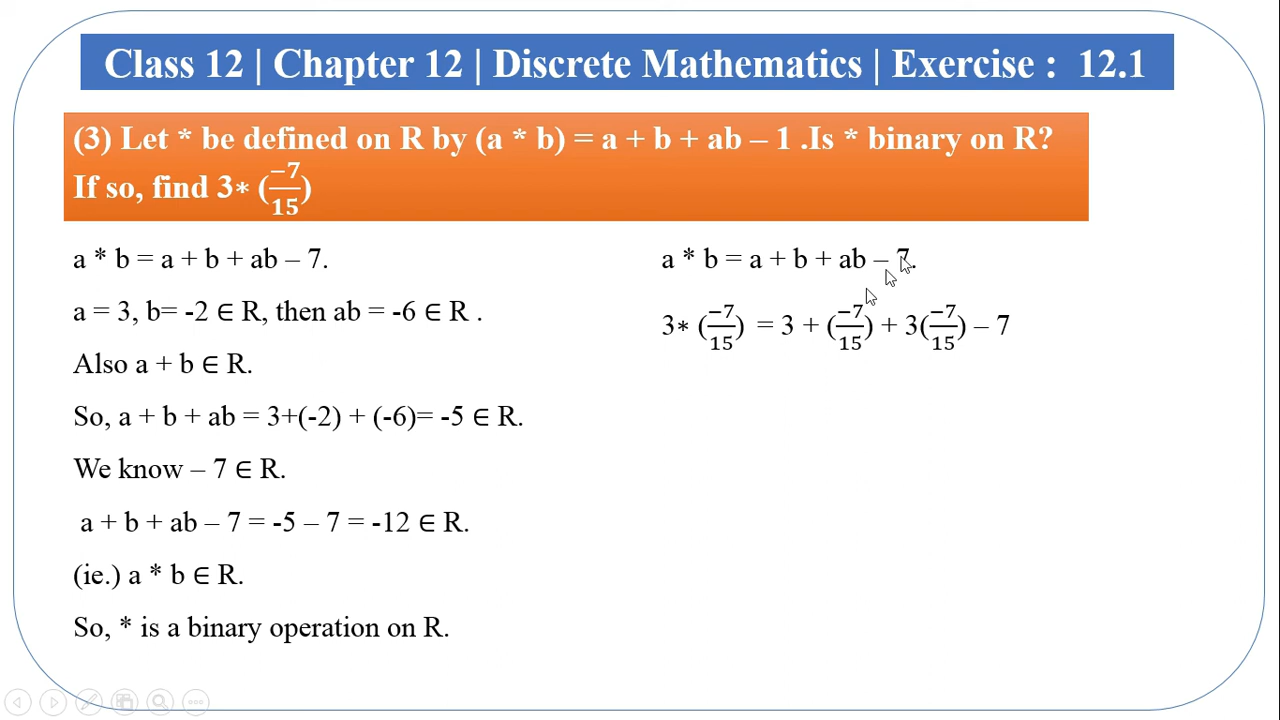 Class 12 | Chapter 12 | Discrete Mathematics | Exercise : 12.1
(3) Let * be defined on R by (a * b) = a + b + ab – 1 .Is * binary on R?
If so, find 3∗ (−7/15)
a * b = a + b + ab – 7.
a = 3, b= -2 ∈ R, then ab = -6 ∈ R .
Also a + b ∈ R.
So, a + b + ab = 3+(-2) + (-6)= -5 ∈ R.
We know – 7 ∈ R.
a + b + ab – 7 = -5 – 7 = -12 ∈ R.
(ie.) a * b ∈ R.
So, * is a binary operation on R.
a * b = a + b + ab – 7.
3∗ (−7/15) = 3 + (−7/15) + 3(−7/15) – 7